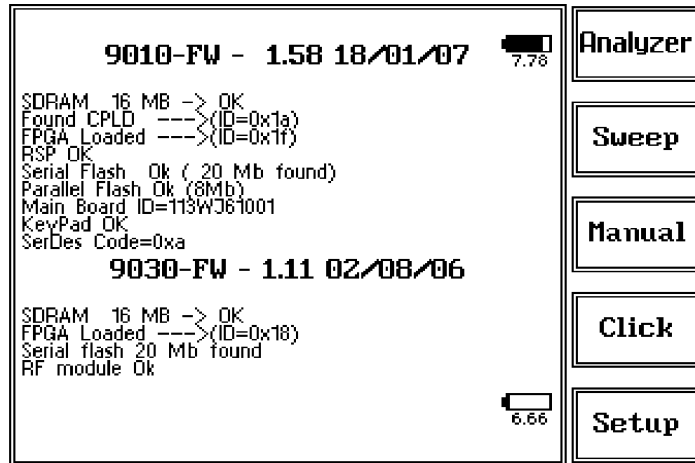 9010-FW - 1.58 18/01/07
7.78
SDRAM 16 MB -> OK
Found CPLD --->(ID=0x1a)
FPGA Loaded --->(ID=0x1f)
RSP OK
Serial Flash Ok ( 20 Mb found)
Parallel Flash Ok (8Mb)
Main Board ID=113WJ61001
KeyPad OK
SerDes Code=0xa
9030-FW - 1.11 02/08/06
SDRAM 16 MB -> OK
FPGA Loaded --->(ID=0x18)
Serial flash 20 Mb found
RF module Ok
6.66
Analyzer
Sweep
Manual
Click
Setup